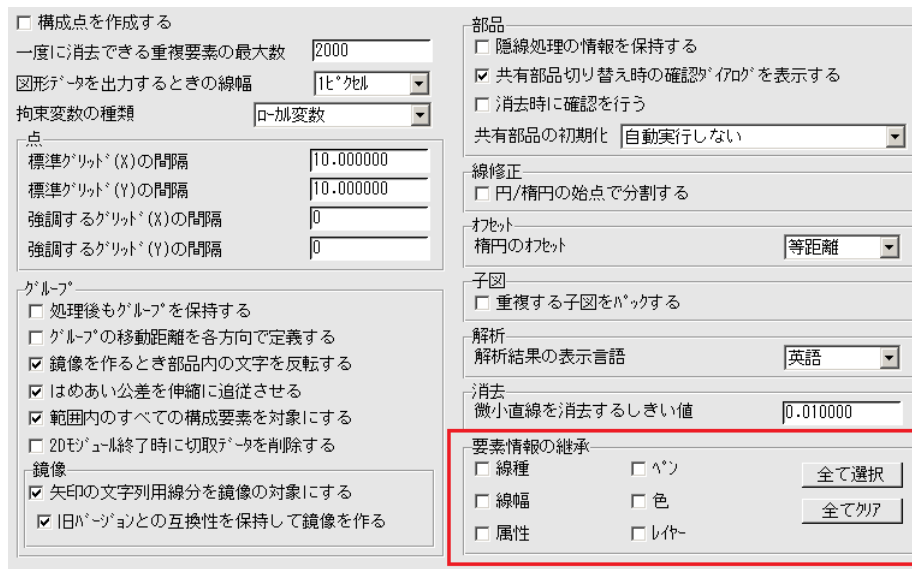 構成点を作成する
一度に消去できる重複要素の最大数 2000
図形ﾃﾞｰﾀを出力するときの線幅 1ﾋﾟｸｾﾙ
拘束変数の種類 ﾛｰｶﾙ変数
点
標準ｸﾞﾘｯﾄﾞ(X)の間隔 10.000000
標準ｸﾞﾘｯﾄﾞ(Y)の間隔 10.000000
強調するｸﾞﾘｯﾄﾞ(X)の間隔 0
強調するｸﾞﾘｯﾄﾞ(Y)の間隔 0
ｸﾞﾙｰﾌﾟ
処理後もｸﾞﾙｰﾌﾟを保持する
ｸﾞﾙｰﾌﾟの移動距離を各方向で定義する
鏡像を作るとき部品内の文字を反転する
はめあい公差を伸縮に追従させる
範囲内のすべての構成要素を対象にする
2Dﾓｼﾞｭｰﾙ終了時に切取ﾃﾞｰﾀを削除する
鏡像
矢印の文字列用線分を鏡像の対象にする
旧ﾊﾞｰｼﾞｮﾝとの互換性を保持して鏡像を作る
部品
隠線処理の情報を保持する
共有部品切り替え時の確認ﾀﾞｲｱﾛｸﾞを表示する
消去時に確認を行う
共有部品の初期化 自動実行しない
線修正
円/楕円の始点で分割する
ｵﾌｾｯﾄ
楕円のｵﾌｾｯﾄ 等距離
子図
重複する子図をﾊﾟｯｸする
解析
解析結果の表示言語 英語
消去
微小直線を消去するしきい値 0.010000
要素情報の継承
線種 ﾍﾟﾝ 全て選択
線幅 色 全てｸﾘｱ
属性 ﾚｲﾔｰ